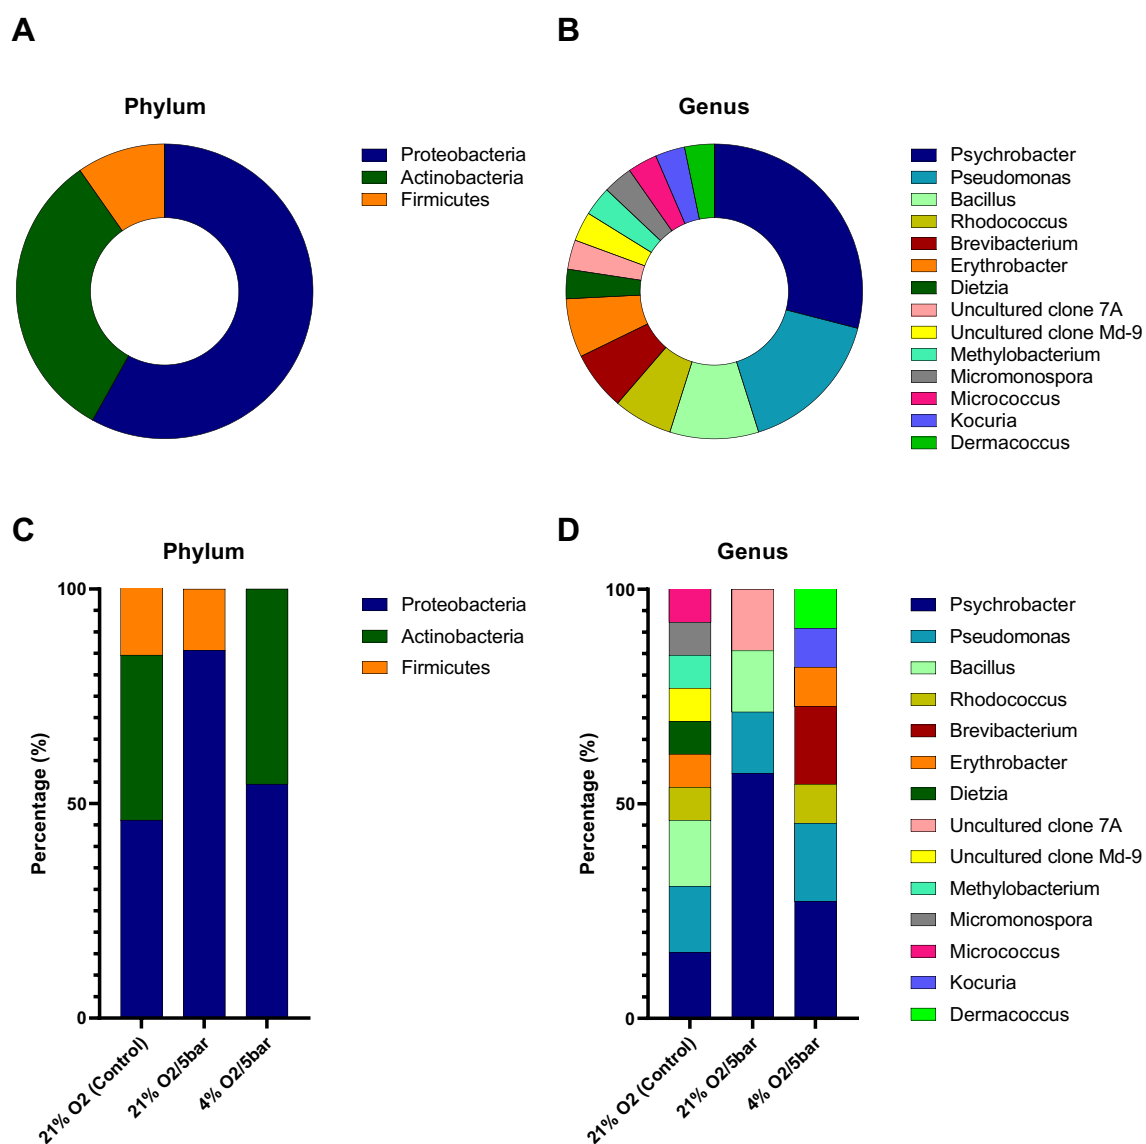 A
B
Phylum
Genus
Proteobacteria
Actinobacteria
Firmicutes
Psychrobacter
Pseudomonas
Bacillus
Rhodococcus
Brevibacterium
Erythrobacter
Dietzia
Uncultured clone 7A
Uncultured clone Md-9
Methylobacterium
Micromonospora
Micrococcus
Kocuria
Dermacoccus
C
Phylum
Percentage (%)
100
50
0
21% O2 (Control)
21% O2/5bar
4% O2/5bar
Proteobacteria
Actinobacteria
Firmicutes
D
Genus
Percentage (%)
100
50
0
21% O2 (Control)
21% O2/5bar
4% O2/5bar
Psychrobacter
Pseudomonas
Bacillus
Rhodococcus
Brevibacterium
Erythrobacter
Dietzia
Uncultured clone 7A
Uncultured clone Md-9
Methylobacterium
Micromonospora
Micrococcus
Kocuria
Dermacoccus